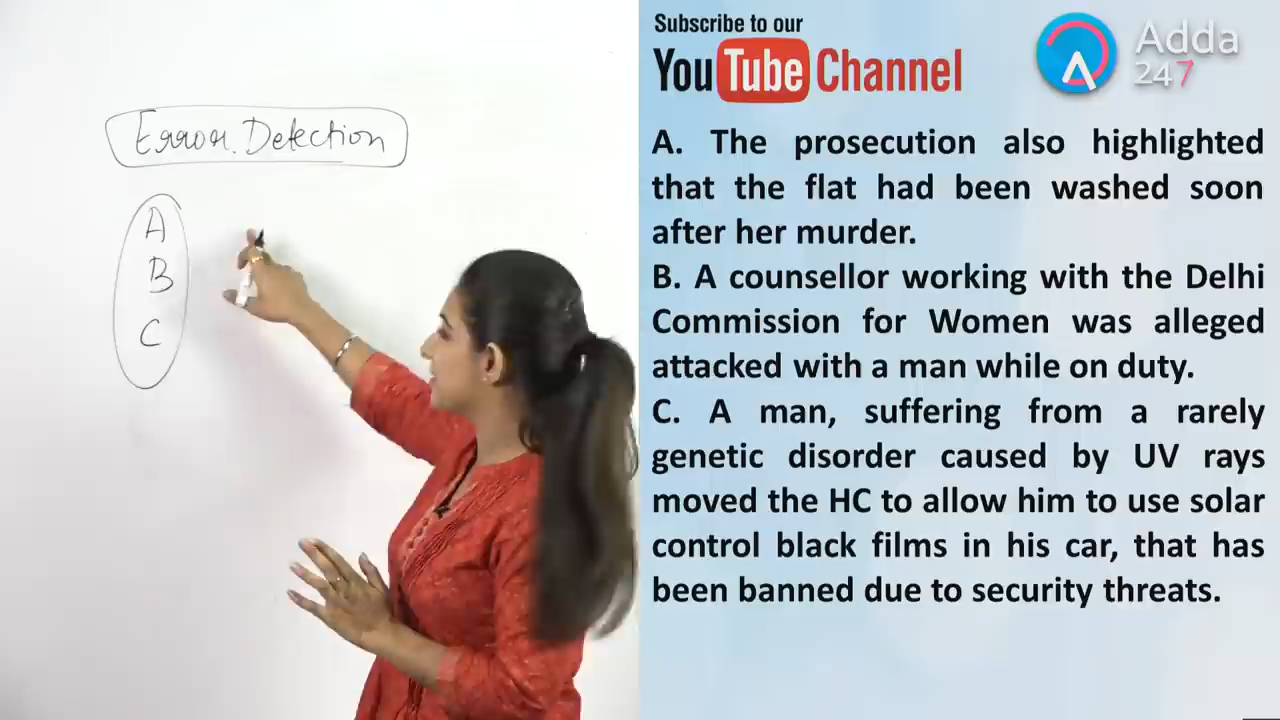 Error Detection
A
B
C
Subscribe to our
YouTube Channel
Adda
247
A. The prosecution also highlighted
that the flat had been washed soon
after her murder.
B. A counsellor working with the Delhi
Commission for Women was alleged
attacked with a man while on duty.
C. A man, suffering from a rarely
genetic disorder caused by UV rays
moved the HC to allow him to use solar
control black films in his car, that has
been banned due to security threats.